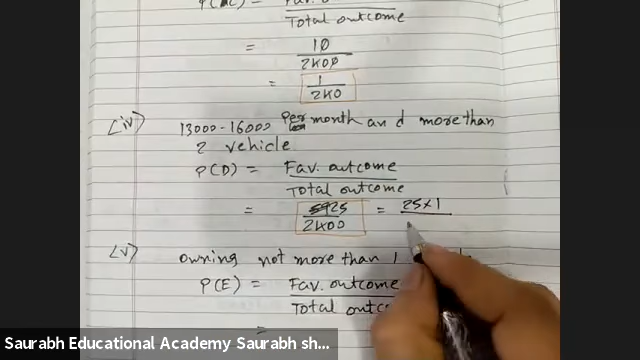 Fav.
Total outcome
= 10
2400
= 1
240
(iv) 13000-16000 per month and more than
2 vehicle
P(D) = Fav. outcome
Total outcome
= 25 = 25×1
2400
(v) owning not more than 1
P(E) = Fav. outcome
Total
=
Saurabh Educational Academy Saurabh sh...